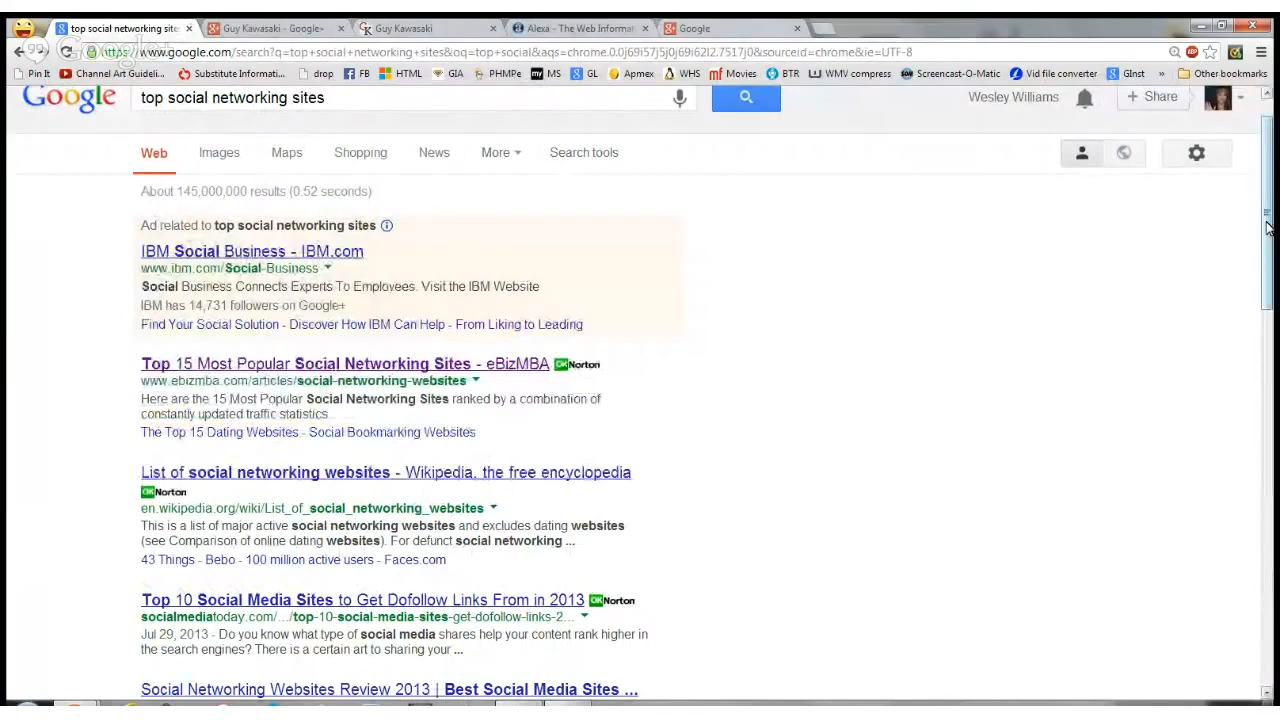 top social networking site
Guy Kawasaki - Google+
Guy Kawasaki
Alexa - The Web Informat
Google
Google+
https://www.google.com/search?q=top+social+networking+sites&oq=top+social&aqs=chrome.0.0j69i57j5j0j69i62l2.7517j0&sourceid=chrome&ie=UTF-8
Pin It
Channel Art Guideli...
Substitute Informati...
drop
FB
HTML
GIA
PHMPe
MS
GL
Apmex
WHS
Movies
BTR
WMV compress
Screencast-O-Matic
Vid file converter
GInst
»
Other bookmarks
Google
top social networking sites
Wesley Williams
+ Share
Web
Images
Maps
Shopping
News
More
Search tools
About 145,000,000 results (0.52 seconds)
Ad related to top social networking sites
IBM Social Business - IBM.com
www.ibm.com/Social-Business
Social Business Connects Experts To Employees. Visit the IBM Website
IBM has 14,731 followers on Google+
Find Your Social Solution - Discover How IBM Can Help - From Liking to Leading
Top 15 Most Popular Social Networking Sites - eBizMBA OK Norton
www.ebizmba.com/articles/social-networking-websites
Here are the 15 Most Popular Social Networking Sites ranked by a combination of
constantly updated traffic statistics.
The Top 15 Dating Websites - Social Bookmarking Websites
List of social networking websites - Wikipedia, the free encyclopedia
OK Norton
en.wikipedia.org/wiki/List_of_social_networking_websites
This is a list of major active social networking websites and excludes dating websites
(see Comparison of online dating websites). For defunct social networking ...
43 Things - Bebo - 100 million active users - Faces.com
Top 10 Social Media Sites to Get Dofollow Links From in 2013 OK Norton
socialmediatoday.com/.../top-10-social-media-sites-get-dofollow-links-2...
Jul 29, 2013 - Do you know what type of social media shares help your content rank higher in
the search engines? There is a certain art to sharing your ...
Social Networking Websites Review 2013 | Best Social Media Sites ...